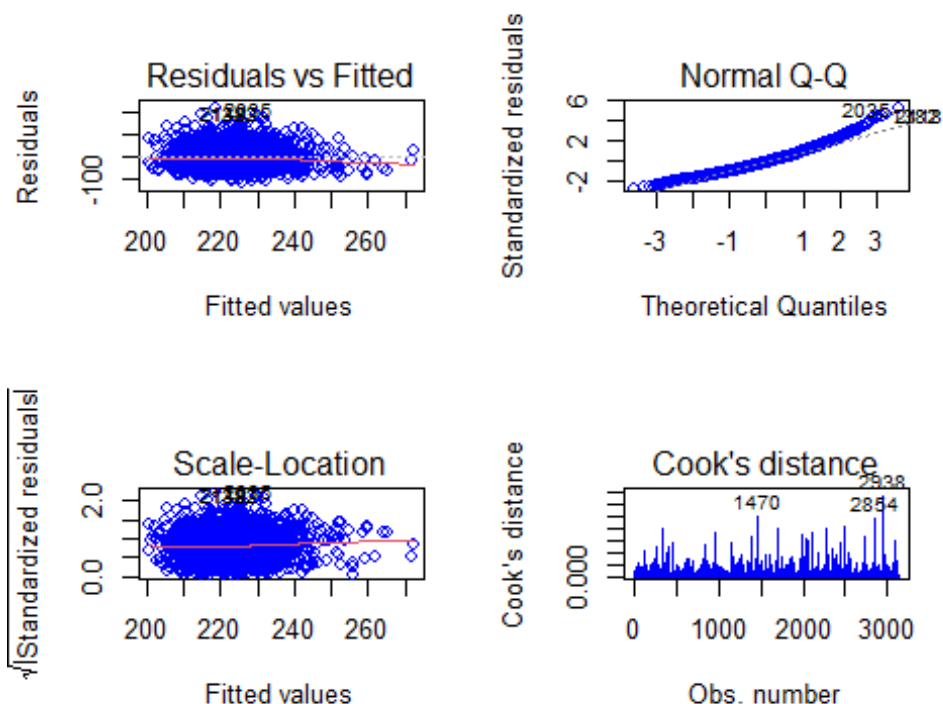 Residuals vs Fitted
Residuals
-100
200 220 240 260
Fitted values
Normal Q-Q
Standardized residuals
6
2
-2
2035
-3 -1 1 2 3
Theoretical Quantiles
Scale-Location
√|Standardized residuals|
2.0
0.0
200 220 240 260
Fitted values
Cook's distance
Cook's distance
0.000
2938
1470
2854
0 1000 2000 3000
Obs. number